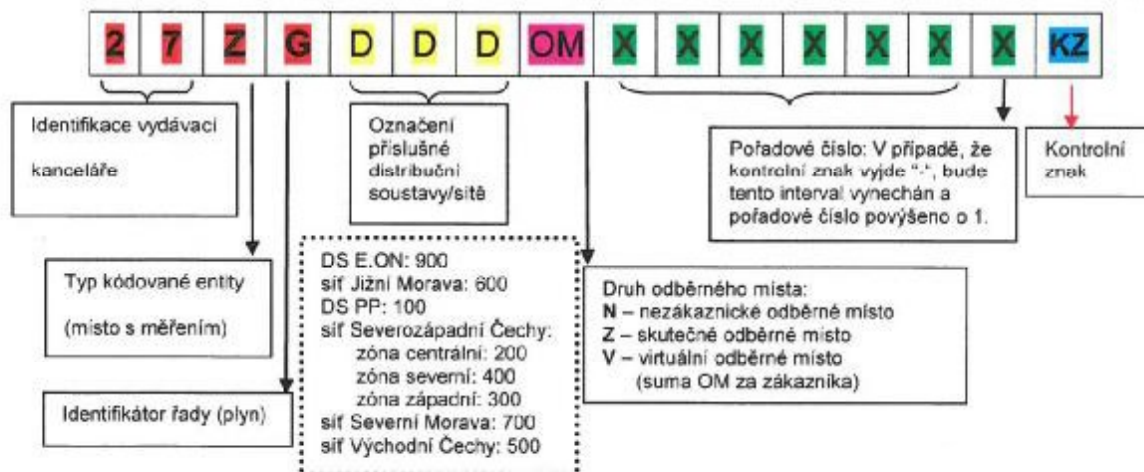 2 7 Z G D D D OM X X X X X X X KZ
Identifikace vydávací
kanceláře
Označení
příslušné
distribuční
soustavy/sítě
Pořadové číslo: V případě, že
kontrolní znak vyjde "-", bude
tento interval vynechán a
pořadové číslo povýšeno o 1.
Kontrolní
znak
Typ kódované entity
(místo s měřením)
Identifikátor řady (plyn)
DS E.ON: 900
síť Jižní Morava: 600
DS PP: 100
síť Severozápadní Čechy:
zóna centrální: 200
zóna severní: 400
zóna západní: 300
síť Severní Morava: 700
síť Východní Čechy: 500
Druh odběrného místa:
N – nezákaznické odběrné místo
Z – skutečné odběrné místo
V – virtuální odběrné místo
(suma OM za zákazníka)